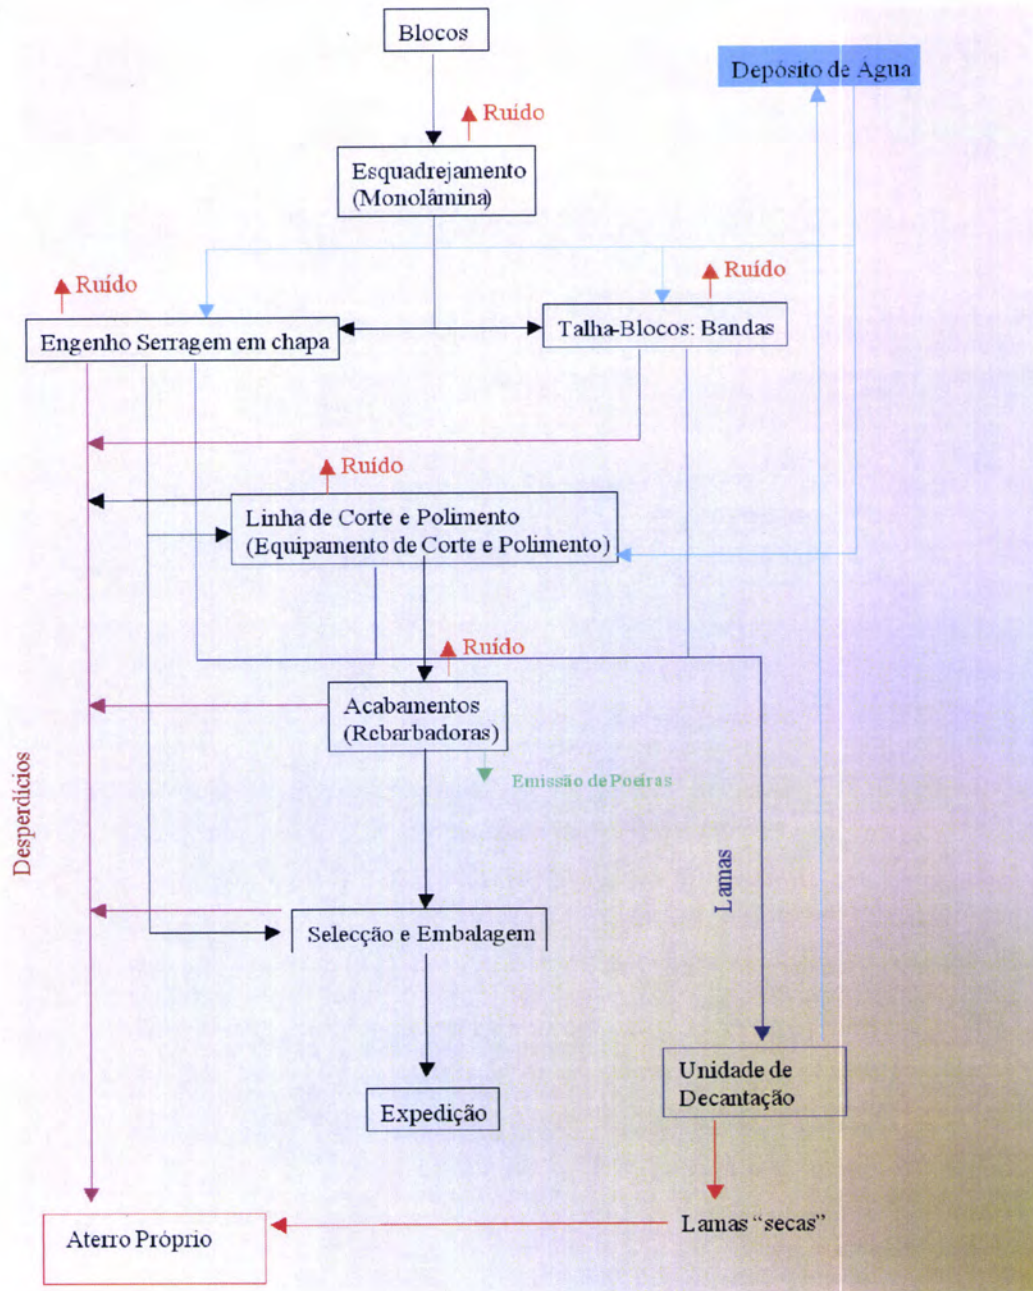 Blocos
Depósito de Água
Ruído
Esquadrejamento
(Monolâmina)
Ruído
Ruído
Engenho Serragem em chapa
Talha-Blocos: Bandas
Ruído
Linha de Corte e Polimento
(Equipamento de Corte e Polimento)
Ruído
Acabamentos
(Rebarbadoras)
Emissão de Poeiras
Desperdícios
Lamas
Selecção e Embalagem
Unidade de
Decantação
Expedição
Lamas “secas”
Aterro Próprio